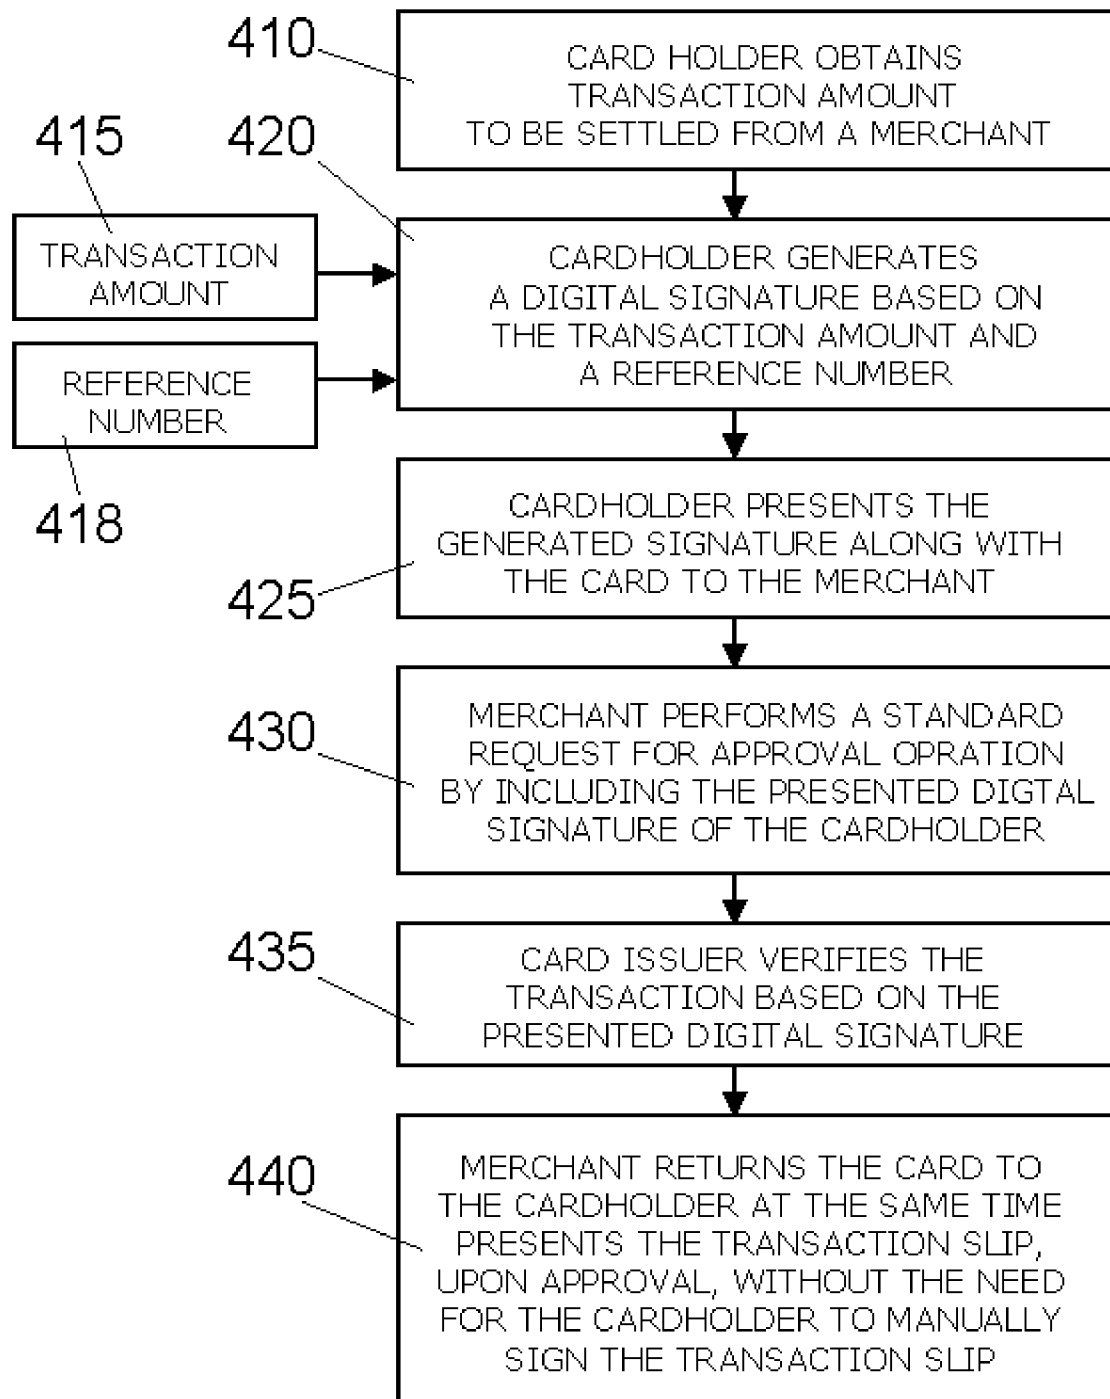 410
CARD HOLDER OBTAINS
TRANSACTION AMOUNT
TO BE SETTLED FROM A MERCHANT
415
420
TRANSACTION
AMOUNT
CARDHOLDER GENERATES
A DIGITAL SIGNATURE BASED ON
THE TRANSACTION AMOUNT AND
A REFERENCE NUMBER
REFERENCE
NUMBER
418
CARDHOLDER PRESENTS THE
GENERATED SIGNATURE ALONG WITH
THE CARD TO THE MERCHANT
425
430
MERCHANT PERFORMS A STANDARD
REQUEST FOR APPROVAL OPRATION
BY INCLUDING THE PRESENTED DIGTAL
SIGNATURE OF THE CARDHOLDER
435
CARD ISSUER VERIFIES THE
TRANSACTION BASED ON THE
PRESENTED DIGITAL SIGNATURE
440
MERCHANT RETURNS THE CARD TO
THE CARDHOLDER AT THE SAME TIME
PRESENTS THE TRANSACTION SLIP,
UPON APPROVAL, WITHOUT THE NEED
FOR THE CARDHOLDER TO MANUALLY
SIGN THE TRANSACTION SLIP